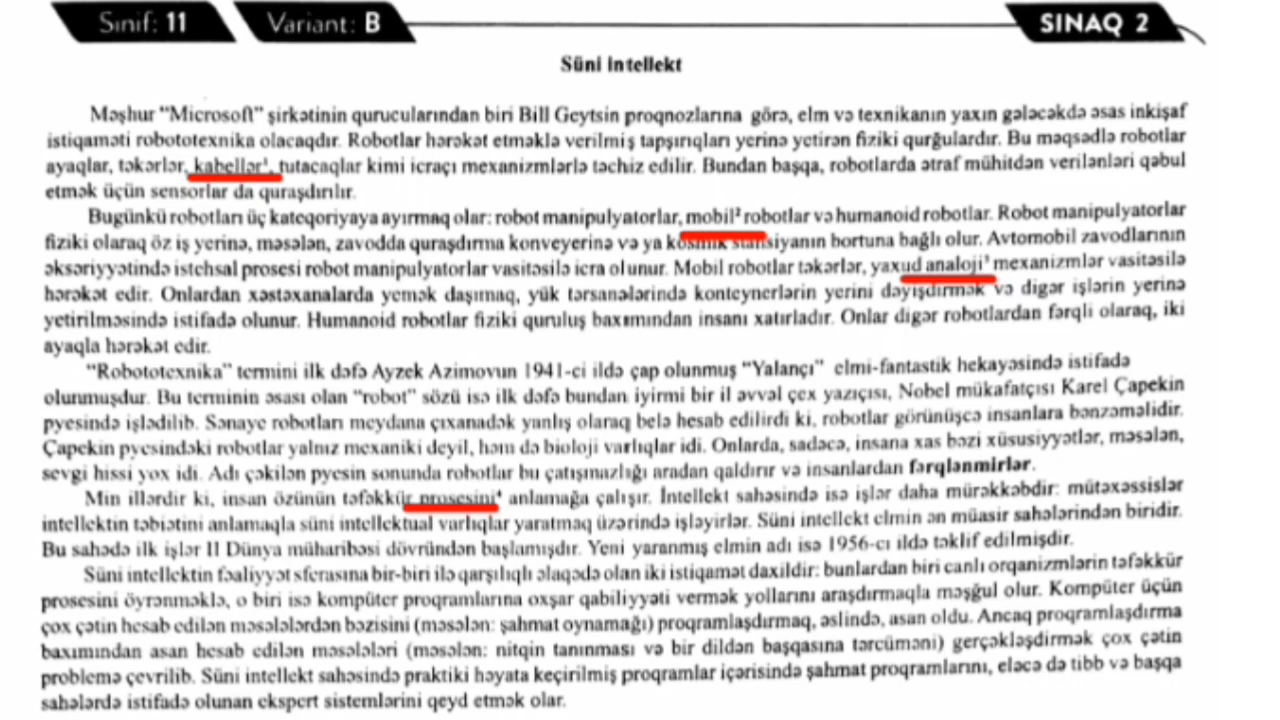 Sınıf: 11 Variant: B SINAQ 2
Süni intellekt
Məşhur "Microsoft" şirkətinin qurucularından biri Bill Geytsin proqnozlarına görə, elm və texnikanın yaxın gələcəkdə əsas inkişaf
istiqaməti robototexnika olacaqdır. Robotlar hərəkət etməklə verilmiş tapşırıqları yerinə yetirən fiziki qurğulardır. Bu məqsədlə robotlar
ayaqlar, təkərlər, kabellər¹, tutacaqlar kimi icraçı mexanizmlərlə təchiz edilir. Bundan başqa, robotlarda ətraf mühitdən verilənləri qəbul
etmək üçün sensorlar da quraşdırılır.
Bugünkü robotları üç kateqoriyaya ayırmaq olar: robot manipulyatorlar, mobil² robotlar və humanoid robotlar. Robot manipulyatorlar
fiziki olaraq öz iş yerinə, məsələn, zavodda quraşdırma konveyerinə və ya kosmik stansiyanın bortuna bağlı olur. Avtomobil zavodlarının
əksəriyyətində istehsal prosesi robot manipulyatorlar vasitəsilə icra olunur. Mobil robotlar təkərlər, yaxud analoji³ mexanizmlər vasitəsilə
hərəkət edir. Onlardan xəstəxanalarda yemək daşımaq, yük tərsanələrində konteynerlərin yerini dəyişdirmək və digər işlərin yerinə
yetirilməsində istifadə olunur. Humanoid robotlar fiziki quruluş baxımından insanı xatırladır. Onlar digər robotlardan fərqli olaraq, iki
ayaqla hərəkət edir.
"Robototexnika" termini ilk dəfə Ayzek Azimovun 1941-ci ildə çap olunmuş "Yalançı" elmi-fantastik hekayəsində istifadə
olunmuşdur. Bu terminin əsası olan "robot" sözü isə ilk dəfə bundan iyirmi bir il əvvəl çex yazıçısı, Nobel mükafatçısı Karel Çapekin
pyesində işlədilib. Sənaye robotları meydana çıxanadək yanlış olaraq belə hesab edilirdi ki, robotlar görünüşcə insanlara bənzəməlidir.
Çapekin pyesindəki robotlar yalnız mexaniki deyil, həm də bioloji varlıqlar idi. Onlarda, sadəcə, insana xas bəzi xüsusiyyətlər, məsələn,
sevgi hissi yox idi. Adı çəkilən pyesin sonunda robotlar bu çatışmazlığı aradan qaldırır və insanlardan fərqlənmirlər.
Min illərdir ki, insan özünün təfəkkür prosesini⁴ anlamağa çalışır. İntellekt sahəsində isə işlər daha mürəkkəbdir: mütəxəssislər
intellektin təbiətini anlamaqla süni intellektual varlıqlar yaratmaq üzərində işləyirlər. Süni intellekt elmin ən müasir sahələrindən biridir.
Bu sahədə ilk işlər II Dünya müharibəsi dövründən başlamışdır. Yeni yaranmış elmin adı isə 1956-cı ildə təklif edilmişdir.
Süni intellektin fəaliyyət sferasına bir-biri ilə qarşılıqlı əlaqədə olan iki istiqamət daxildir: bunlardan biri canlı orqanizmlərin təfəkkür
prosesini öyrənməklə, o biri isə kompüter proqramlarına oxşar qabiliyyəti vermək yollarını araşdırmaqla məşğul olur. Kompüter üçün
çox çətin hesab edilən məsələlərdən bəzisini (məsələn: şahmat oynamağı) proqramlaşdırmaq, əslində, asan oldu. Ancaq proqramlaşdırma
baxımından asan hesab edilən məsələləri (məsələn: nitqin tanınması və bir dildən başqasına tərcüməni) gerçəkləşdirmək çox çətin
problemə çevrilib. Süni intellekt sahəsində praktiki həyata keçirilmiş proqramlar içərisində şahmat proqramlarını, eləcə də tibb və başqa
sahələrdə istifadə olunan ekspert sistemlərini qeyd etmək olar.